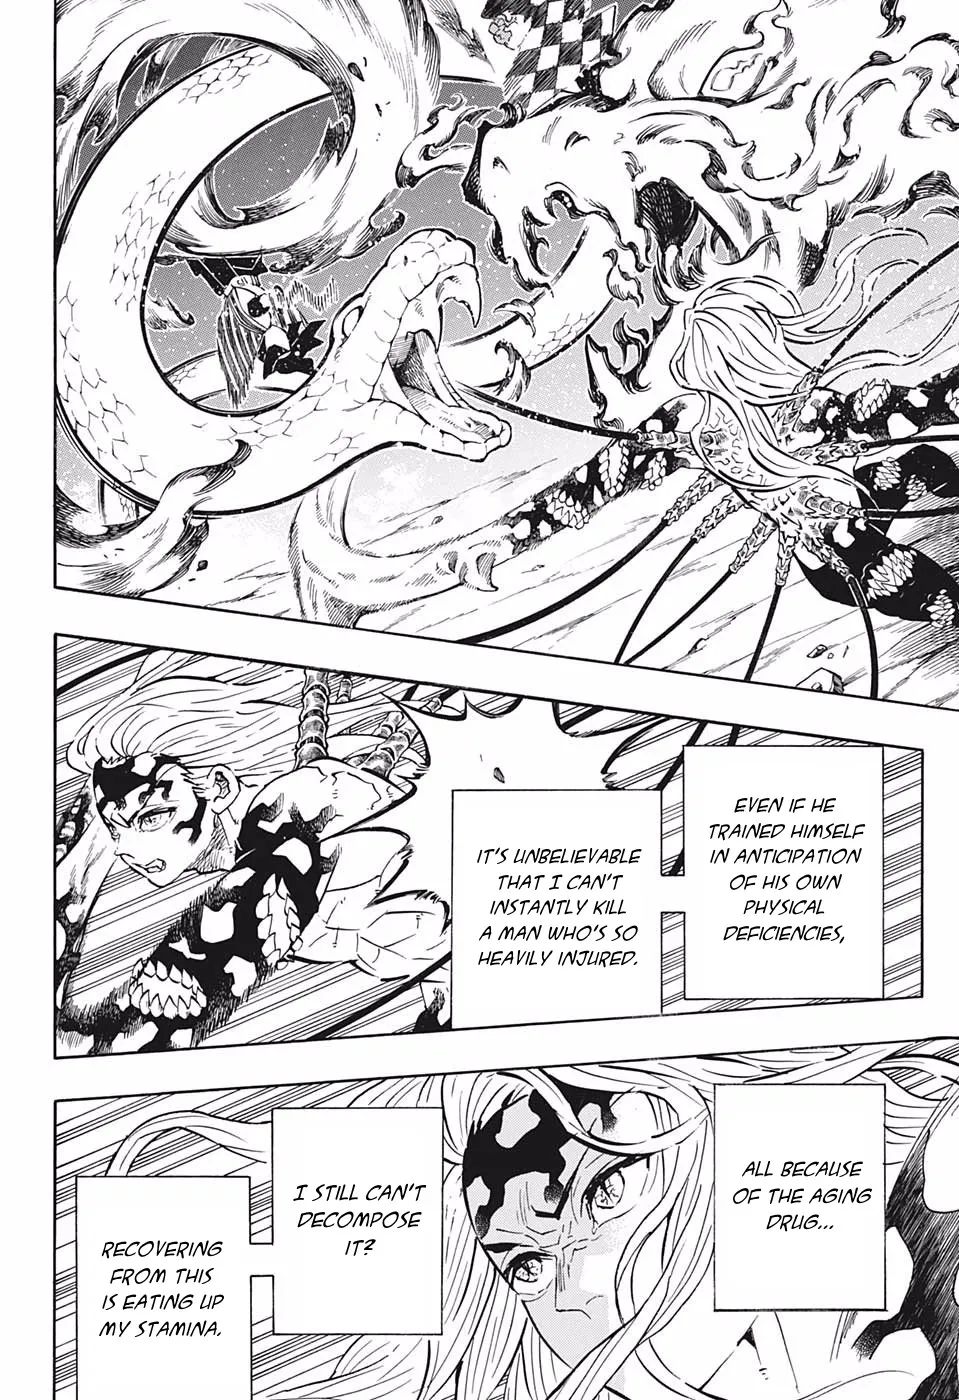 EVEN IF HE
TRAINED HIMSELF
IN ANTICIPATION
OF HIS OWN
PHYSICAL
DEFICIENCIES,
IT'S UNBELIEVABLE
THAT I CAN'T
INSTANTLY KILL
A MAN WHO'S SO
HEAVILY INJURED.
ALL BECAUSE
OF THE AGING
DRUG...
I STILL CAN'T
DECOMPOSE
IT?
RECOVERING
FROM THIS
IS EATING UP
MY STAMINA.